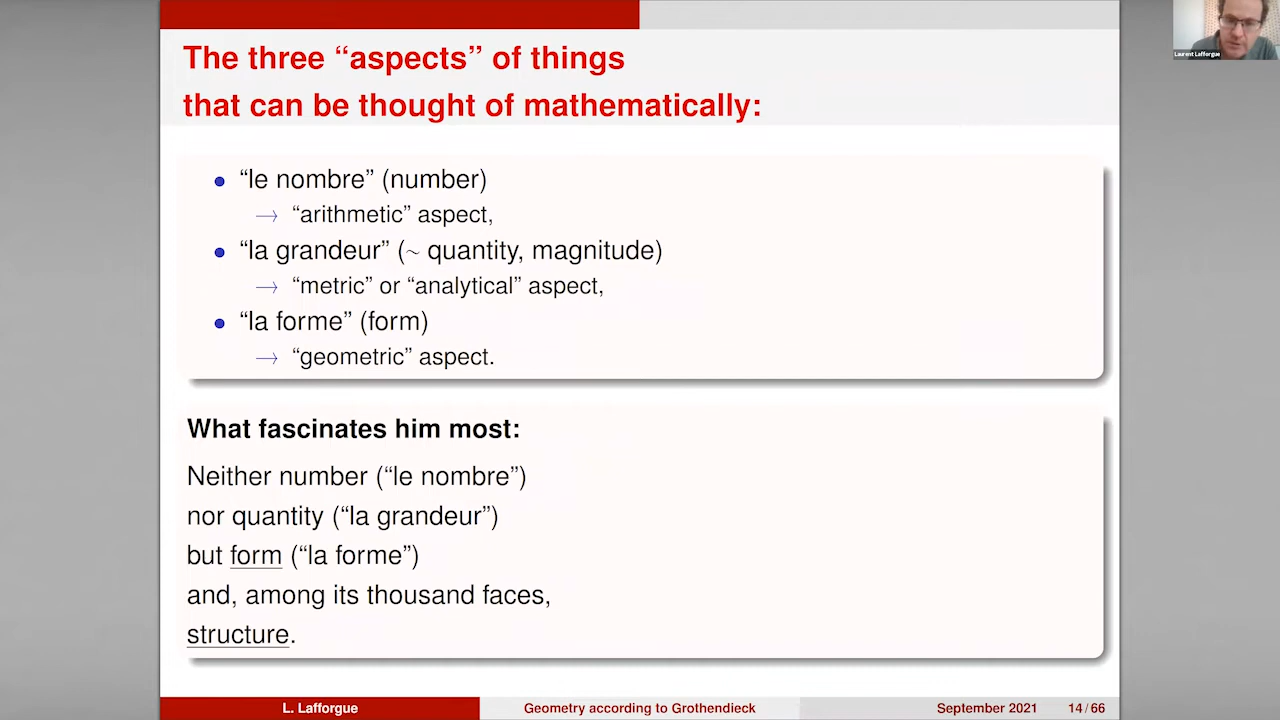 The three “aspects” of things
that can be thought of mathematically:
• “le nombre” (number)
→ “arithmetic” aspect,
• “la grandeur” (∼ quantity, magnitude)
→ “metric” or “analytical” aspect,
• “la forme” (form)
→ “geometric” aspect.
What fascinates him most:
Neither number (“le nombre”)
nor quantity (“la grandeur”)
but form (“la forme”)
and, among its thousand faces,
structure.
L. Lafforgue
Geometry according to Grothendieck
September 2021
14 / 66
Laurent Lafforgue